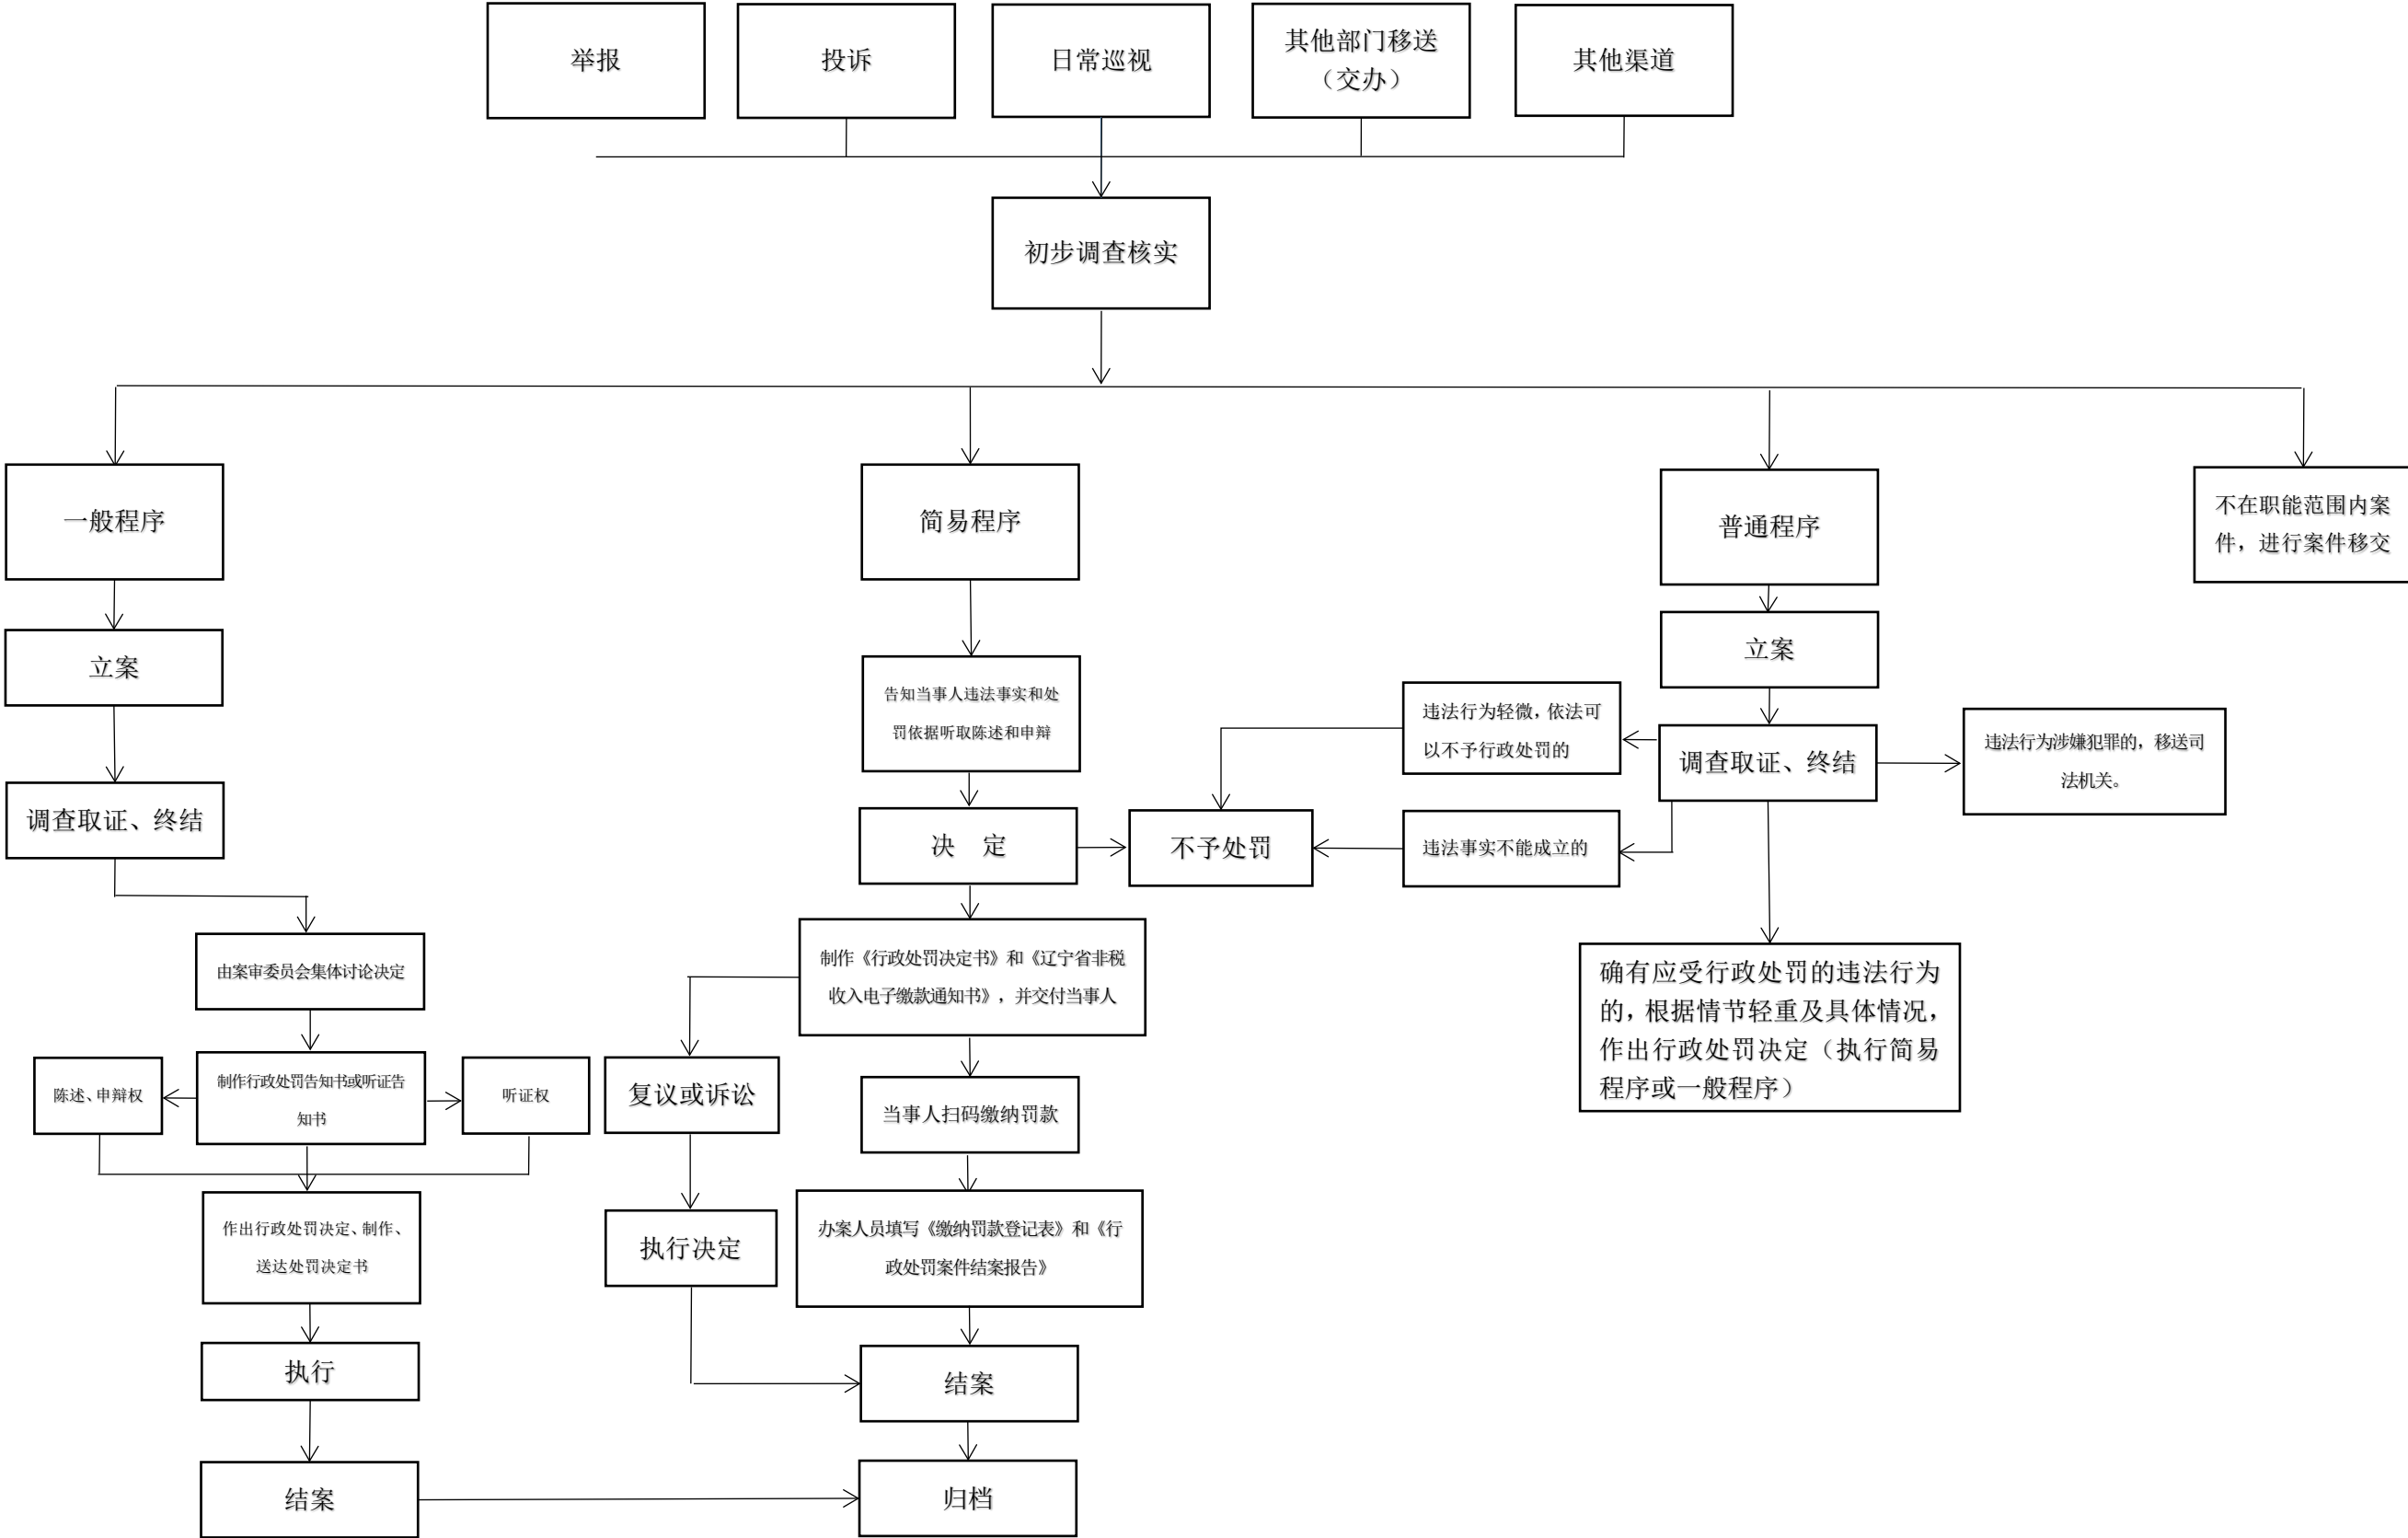 举报
投诉
日常巡视
其他部门移送
（交办）
其他渠道
初步调查核实
一般程序
简易程序
普通程序
不在职能范围内案
件，进行案件移交
立案
调查取证、终结
由案审委员会集体讨论决定
陈述、申辩权
制作行政处罚告知书或听证告
知书
听证权
作出行政处罚决定、制作、
送达处罚决定书
执行
结案
告知当事人违法事实和处
罚依据听取陈述和申辩
决　定
不予处罚
制作《行政处罚决定书》和《辽宁省非税
收入电子缴款通知书》，并交付当事人
复议或诉讼
执行决定
当事人扫码缴纳罚款
办案人员填写《缴纳罚款登记表》和《行
政处罚案件结案报告》
结案
归档
立案
违法行为轻微，依法可
以不予行政处罚的
调查取证、终结
违法行为涉嫌犯罪的，移送司
法机关。
违法事实不能成立的
确有应受行政处罚的违法行为
的，根据情节轻重及具体情况，
作出行政处罚决定（执行简易
程序或一般程序）